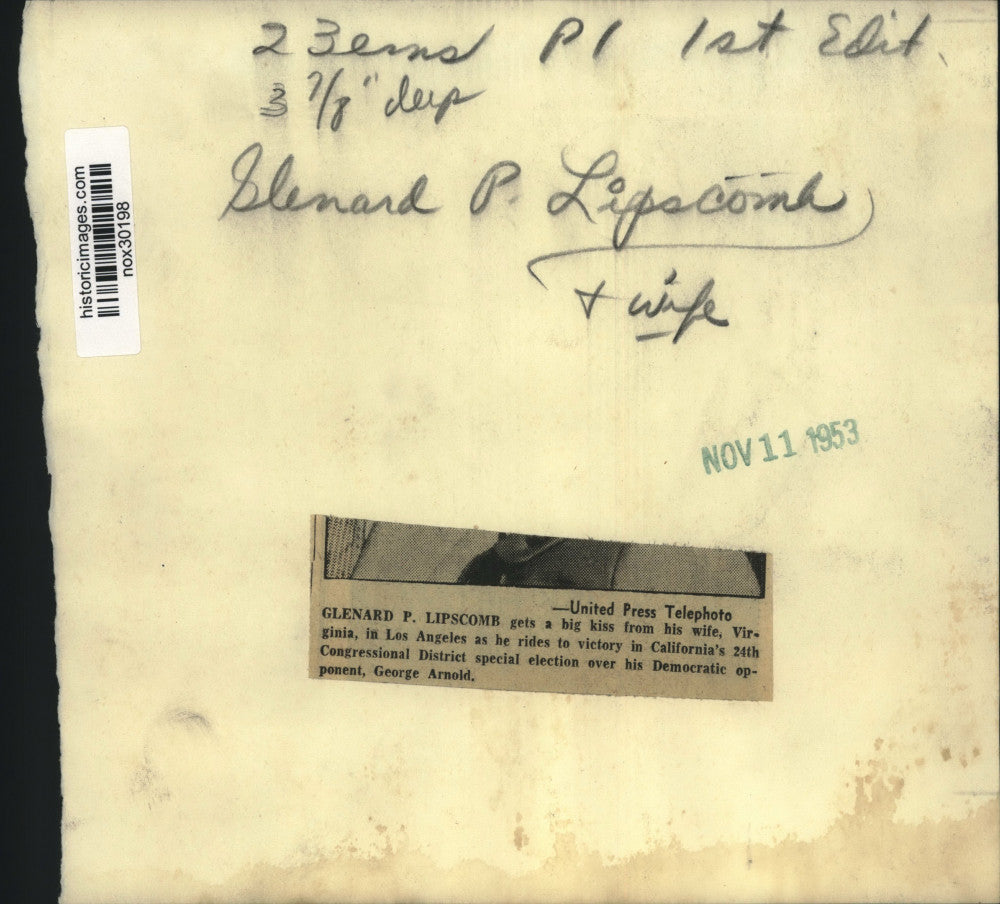 23ems P1 1st Edit.
3 7/8" deep
Glenard P. Lipscomb
+ wife
historicimages.com
nox30198
NOV 11 1953
—United Press Telephoto
GLENARD P. LIPSCOMB gets a big kiss from his wife, Vir-
ginia, in Los Angeles as he rides to victory in California's 24th
Congressional District special election over his Democratic op-
ponent, George Arnold.